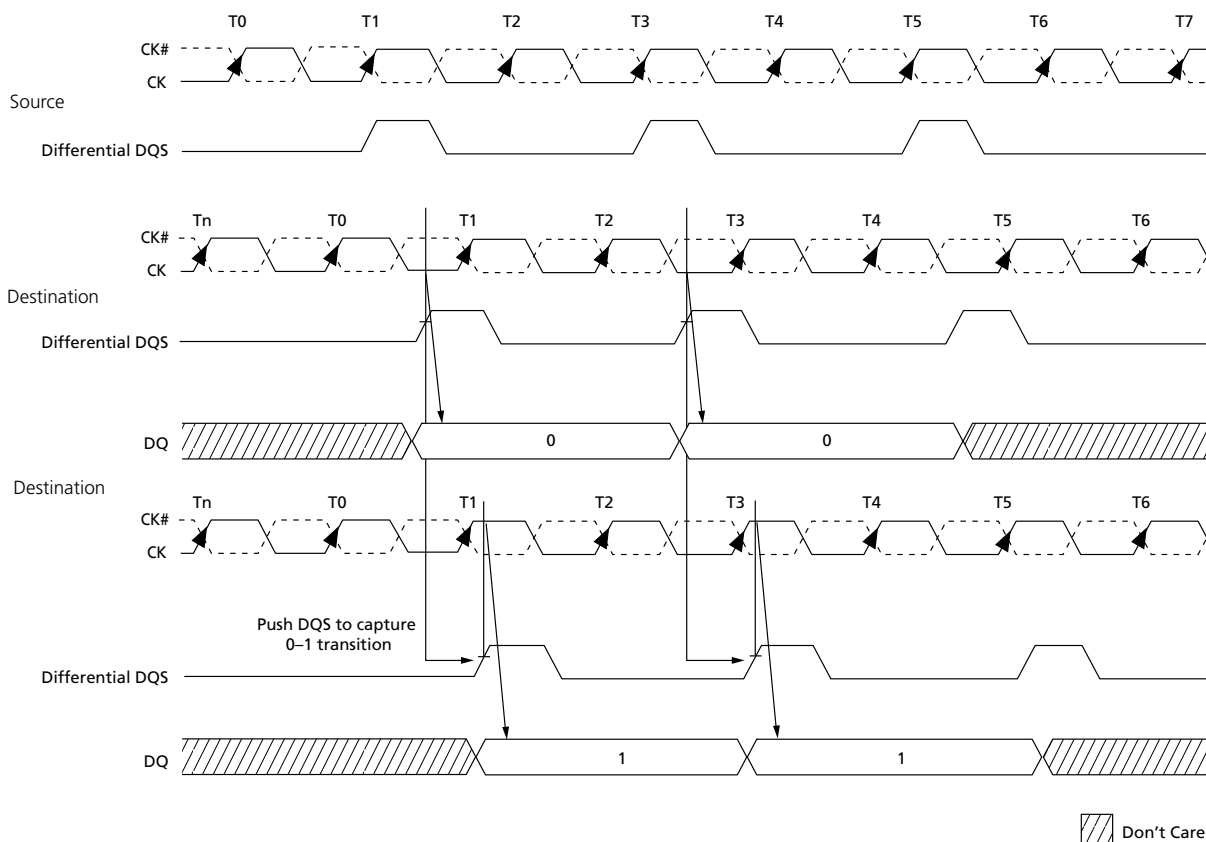 T0 T1 T2 T3 T4 T5 T6 T7
CK#
CK
Source
Differential DQS
Tn T0 T1 T2 T3 T4 T5 T6
CK#
CK
Destination
Differential DQS
DQ 0 0
Destination
Tn T0 T1 T2 T3 T4 T5 T6
CK#
CK
Push DQS to capture
0–1 transition
Differential DQS
DQ 1 1
Don't Care